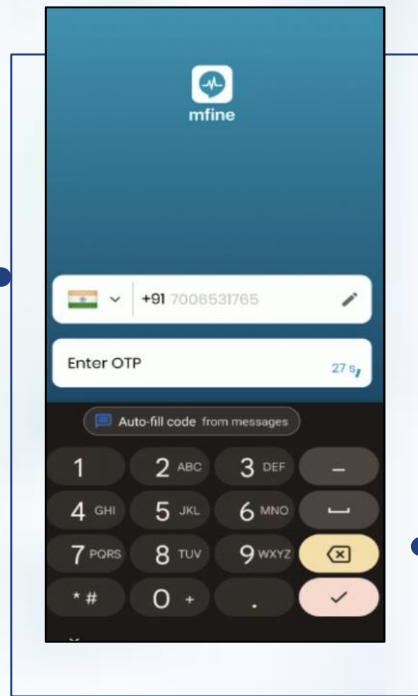 mfine
+91 7006531765
Enter OTP
27 s
Auto-fill code from messages
1 2 ABC 3 DEF –
4 GHI 5 JKL 6 MNO
7 PQRS 8 TUV 9 WXYZ
* # 0 + .